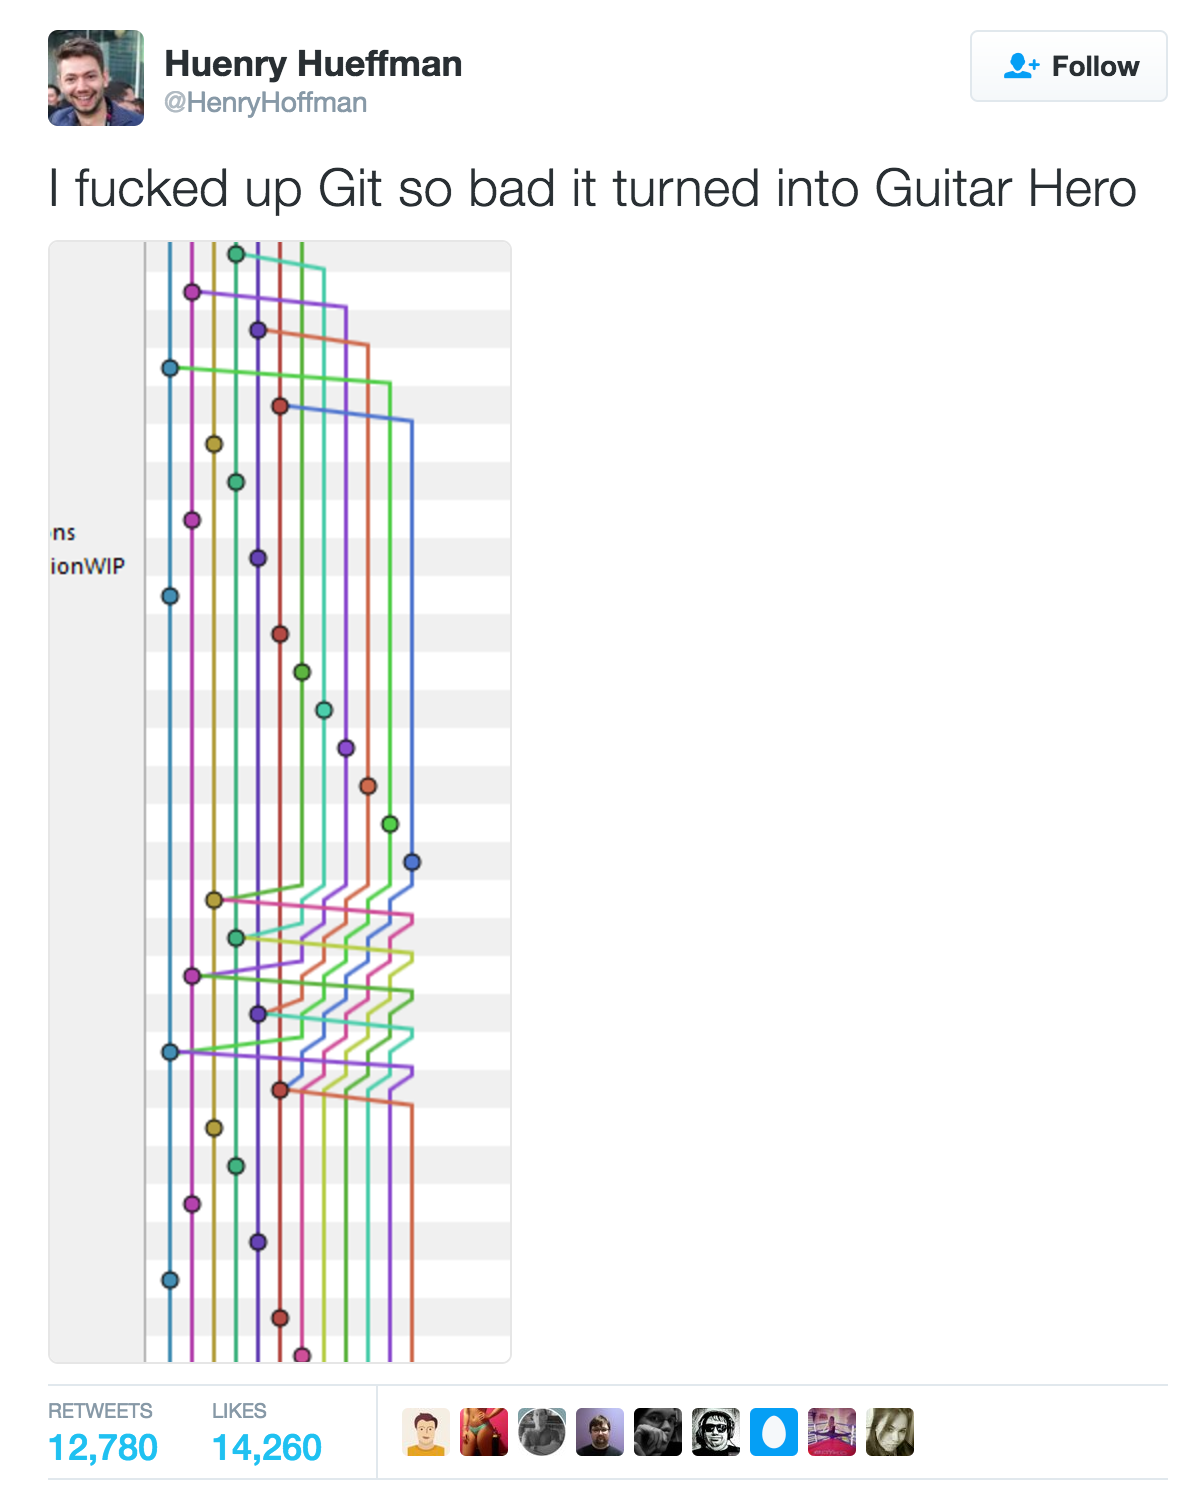 Huenry Hueffman
@HenryHoffman
Follow
I fucked up Git so bad it turned into Guitar Hero
ns
ionWIP
RETWEETS
LIKES
12,780
14,260